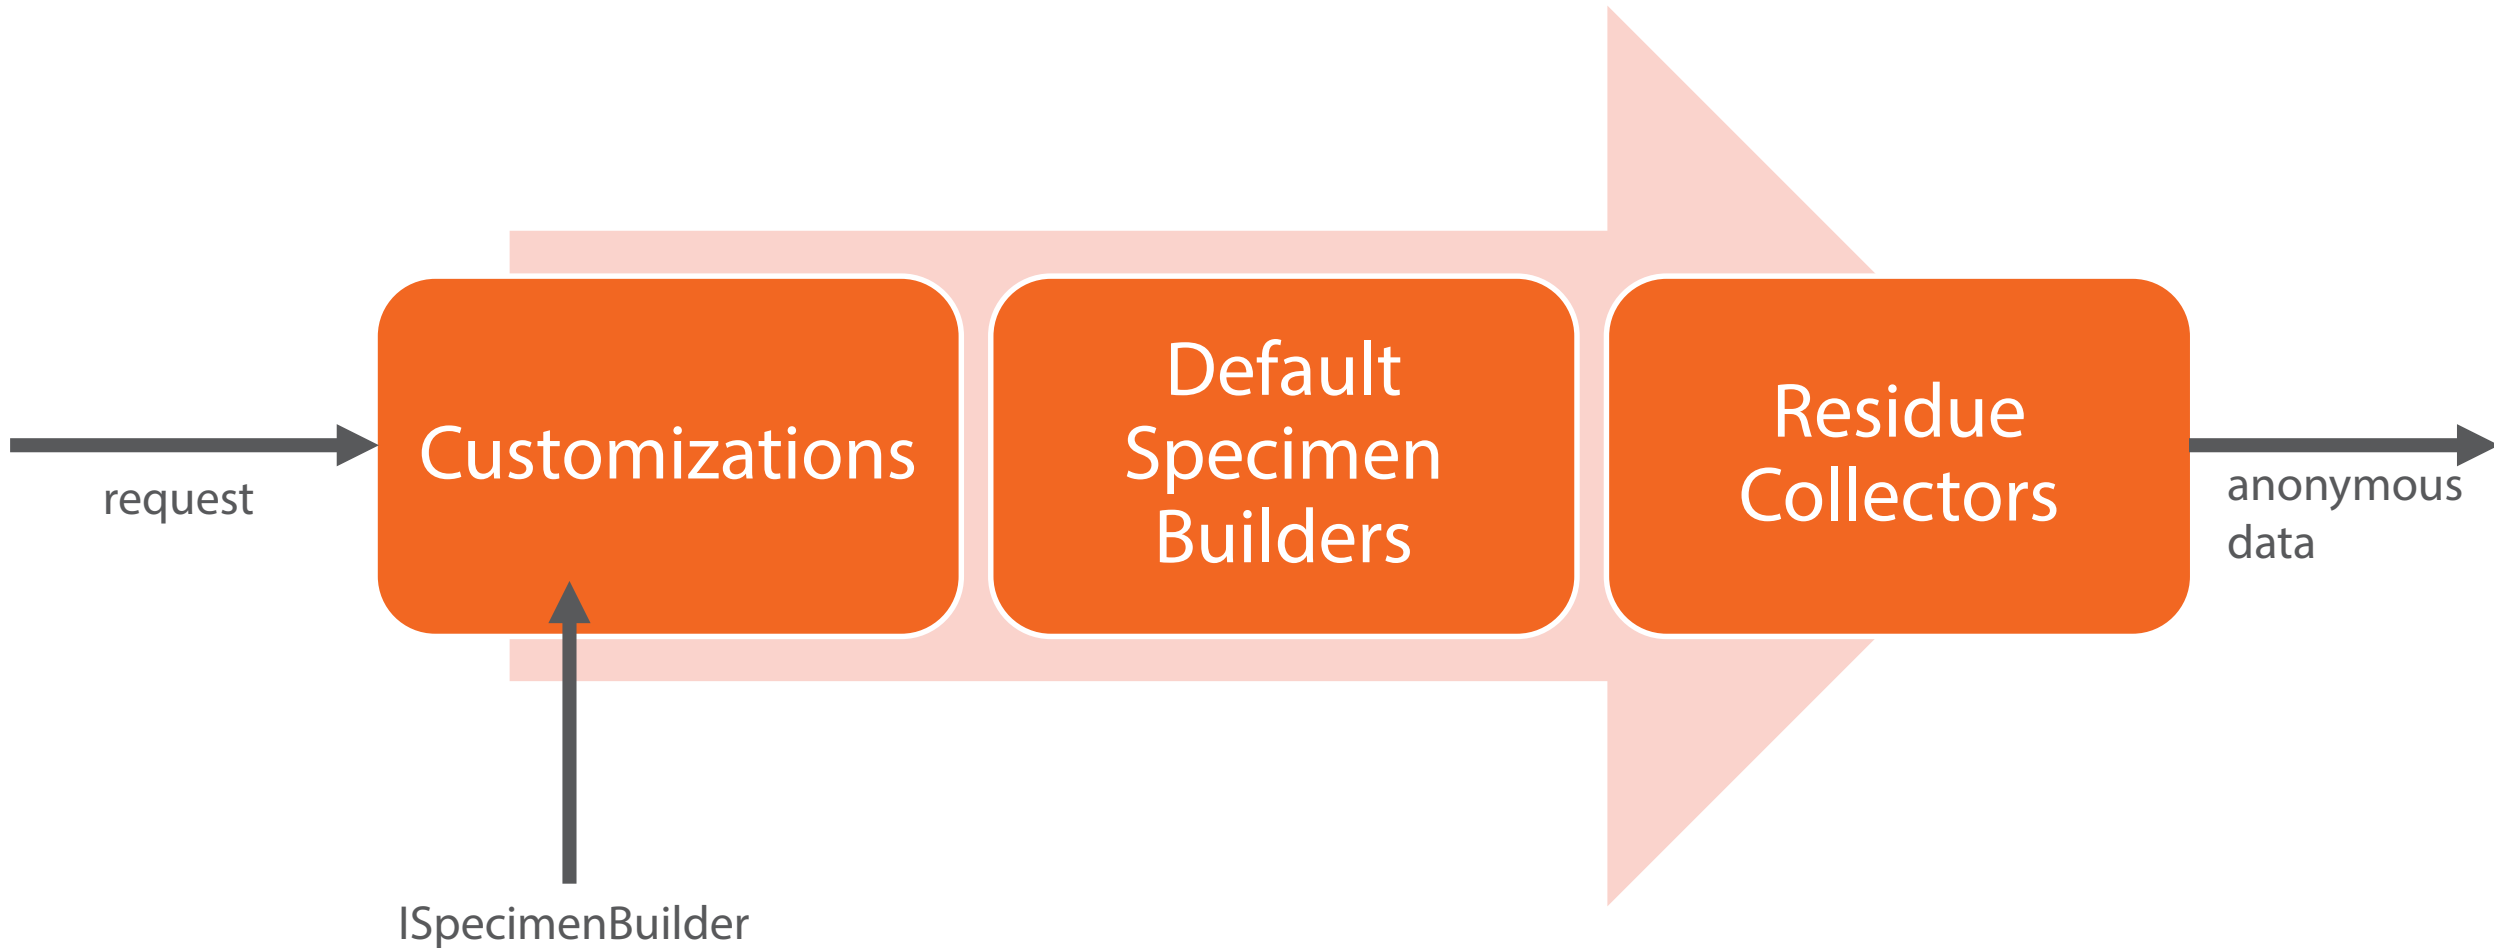 request
Customizations
Default
Specimen
Builders
Residue
Collectors
anonymous
data
ISpecimenBuilder